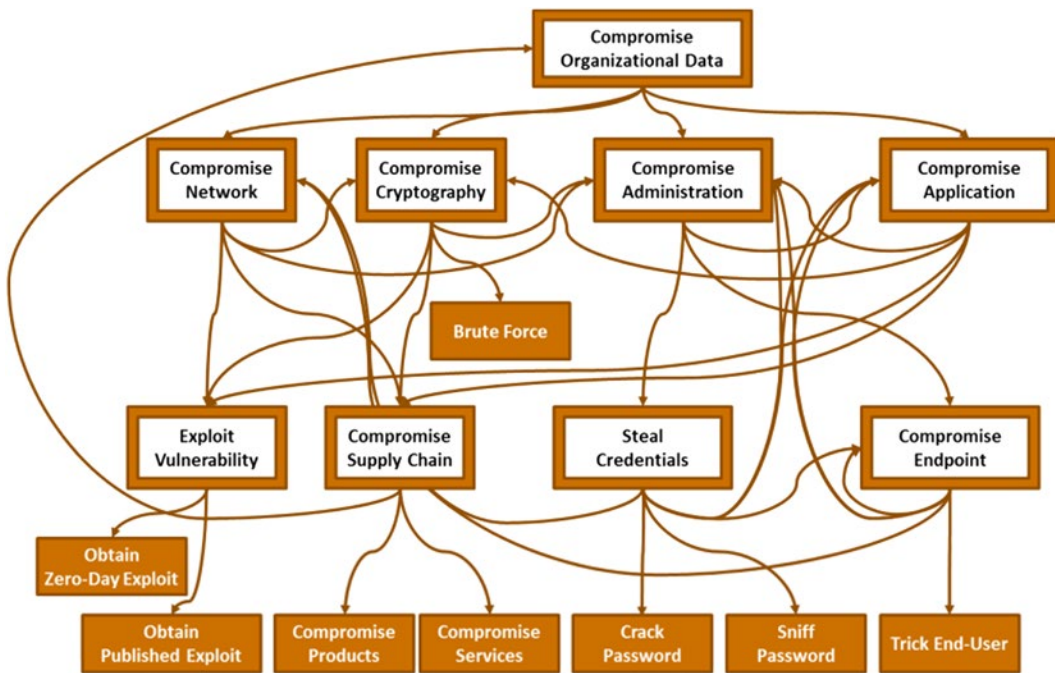 Compromise
Organizational Data
Compromise
Network
Compromise
Cryptography
Compromise
Administration
Compromise
Application
Brute Force
Exploit
Vulnerability
Compromise
Supply Chain
Steal
Credentials
Compromise
Endpoint
Obtain
Zero-Day Exploit
Obtain
Published Exploit
Compromise
Products
Compromise
Services
Crack
Password
Sniff
Password
Trick End-User